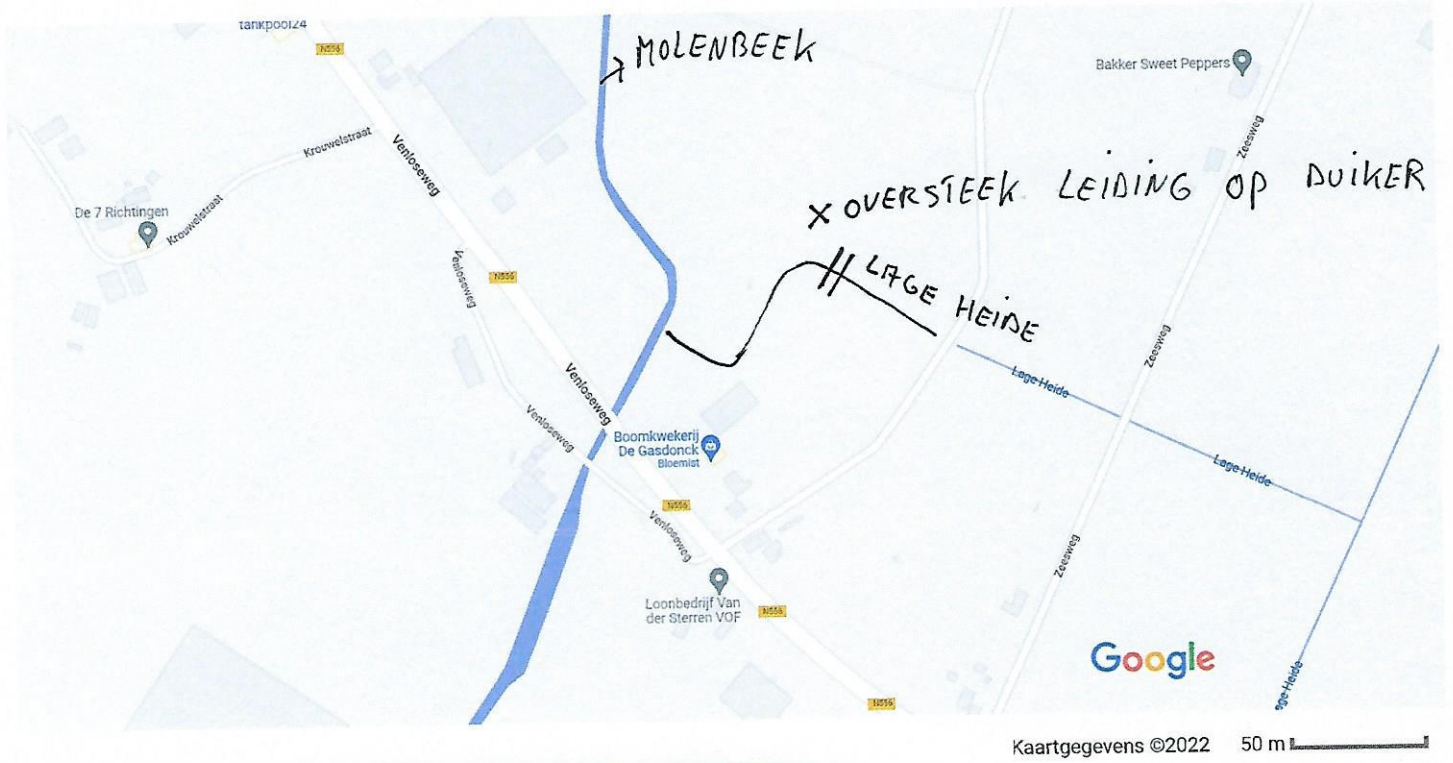 tankpool24
N556
MOLENBEEK
Bakker Sweet Peppers
Krouwelstraat
Venloseweg
Zeesweg
X OVERSTEEK LEIDING OP DUIKER
De 7 Richtingen
Krouwelstraat
Venloseweg
N556
LAGE HEIDE
Zeesweg
Lage Heide
Venloseweg
Venloseweg
Boomkwekerij
De Gasdonck
Bloemist
Lage Heide
N556
Venloseweg
Zeesweg
Loonbedrijf Van
der Sterren VOF
N556
Google
Lage Heide
N556
Kaartgegevens ©2022 50 m